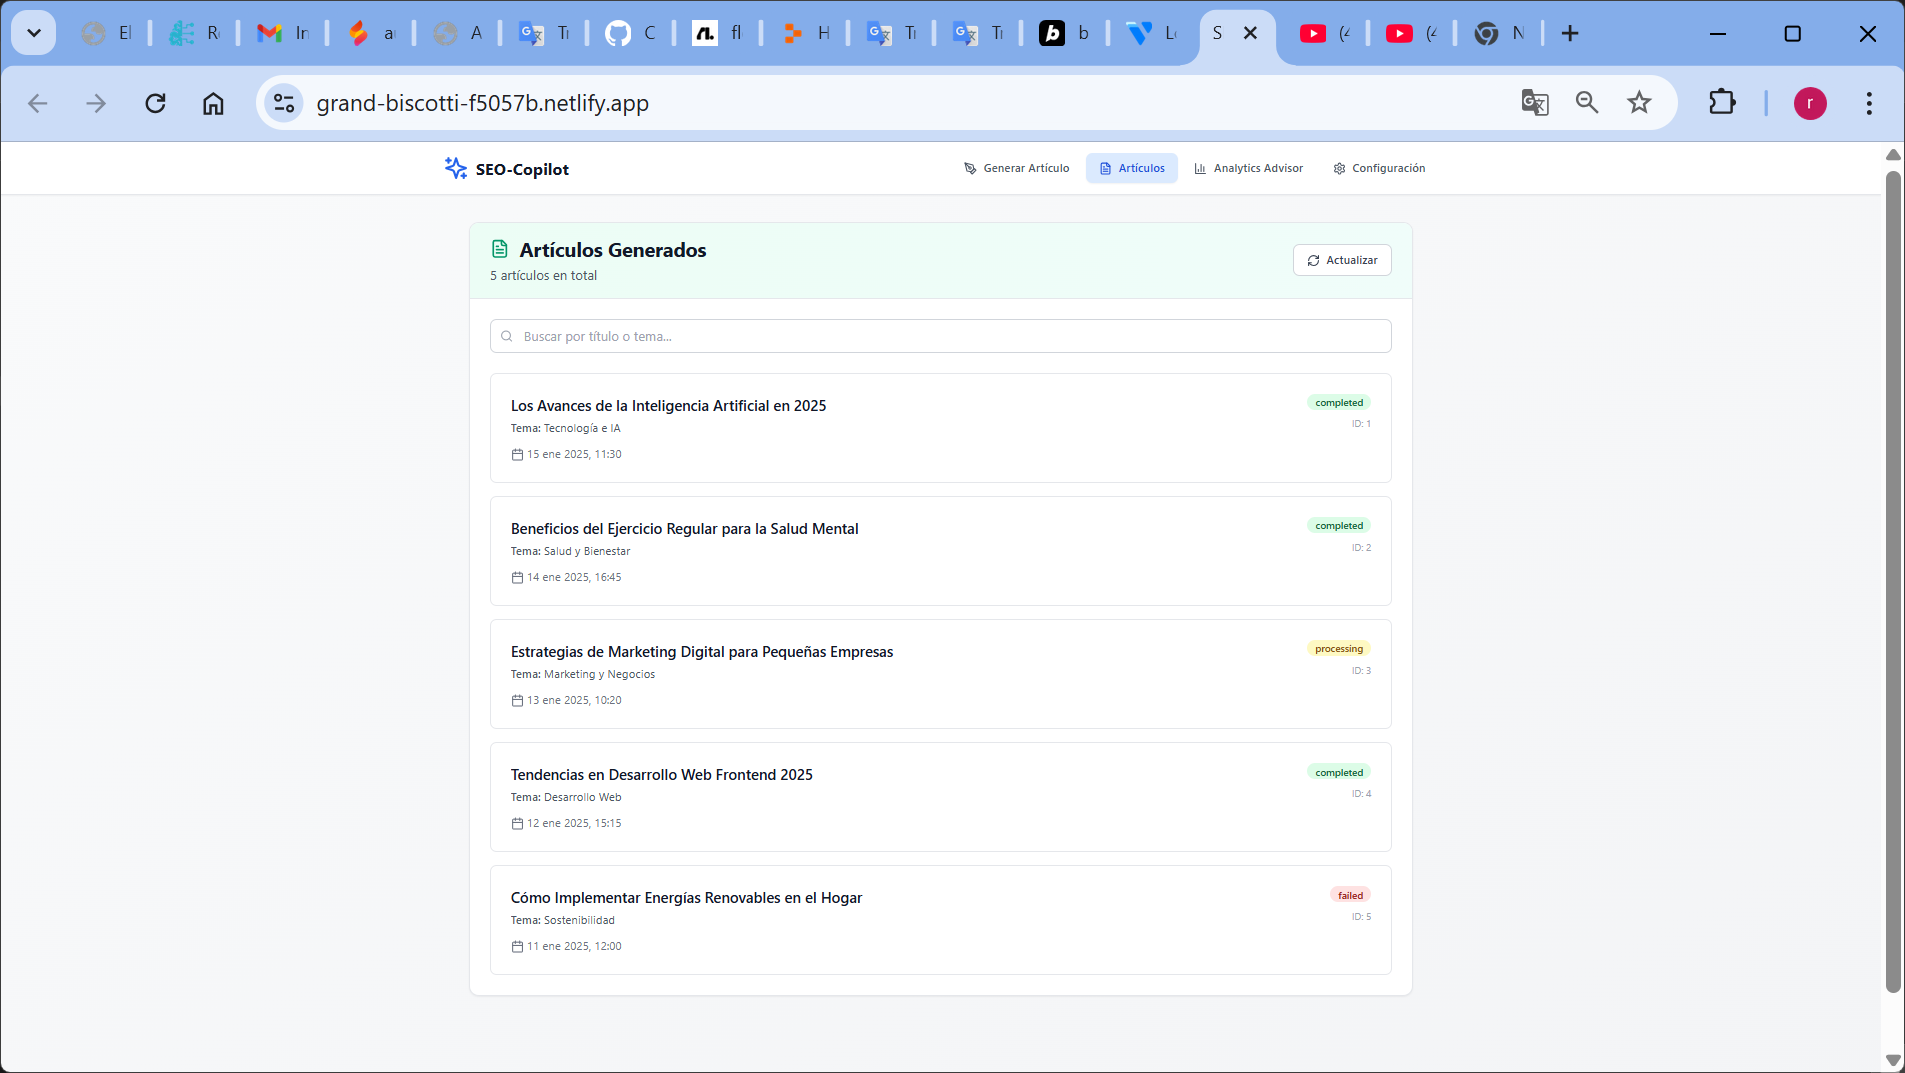 El
R
In
a
A
Tr
C
fl
H
Tr
Tr
b
L
S
(4
(4
N
grand-biscotti-f5057b.netlify.app
r
SEO-Copilot
Generar Artículo
Artículos
Analytics Advisor
Configuración
Artículos Generados
5 artículos en total
Actualizar
Buscar por título o tema...
Los Avances de la Inteligencia Artificial en 2025
completed
Tema: Tecnología e IA
ID: 1
15 ene 2025, 11:30
Beneficios del Ejercicio Regular para la Salud Mental
completed
Tema: Salud y Bienestar
ID: 2
14 ene 2025, 16:45
Estrategias de Marketing Digital para Pequeñas Empresas
processing
Tema: Marketing y Negocios
ID: 3
13 ene 2025, 10:20
Tendencias en Desarrollo Web Frontend 2025
completed
Tema: Desarrollo Web
ID: 4
12 ene 2025, 15:15
Cómo Implementar Energías Renovables en el Hogar
failed
Tema: Sostenibilidad
ID: 5
11 ene 2025, 12:00